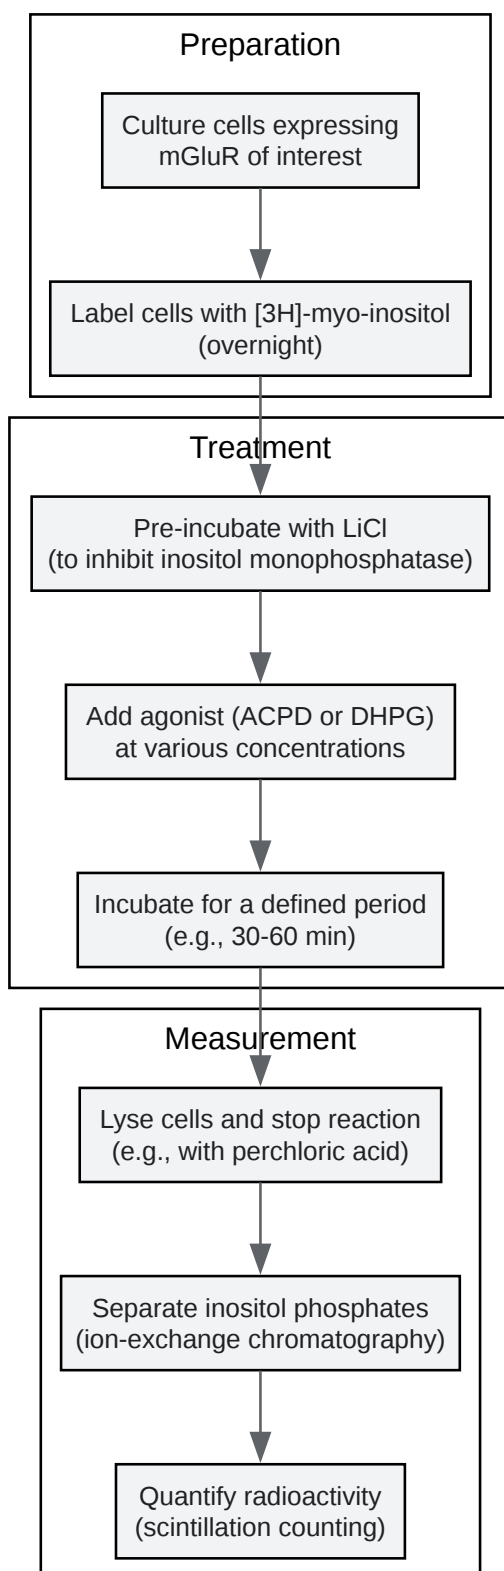 Preparation
Culture cells expressing
mGluR of interest
Label cells with [3H]-myo-inositol
(overnight)
Treatment
Pre-incubate with LiCl
(to inhibit inositol monophosphatase)
Add agonist (ACPD or DHPG)
at various concentrations
Incubate for a defined period
(e.g., 30-60 min)
Measurement
Lyse cells and stop reaction
(e.g., with perchloric acid)
Separate inositol phosphates
(ion-exchange chromatography)
Quantify radioactivity
(scintillation counting)